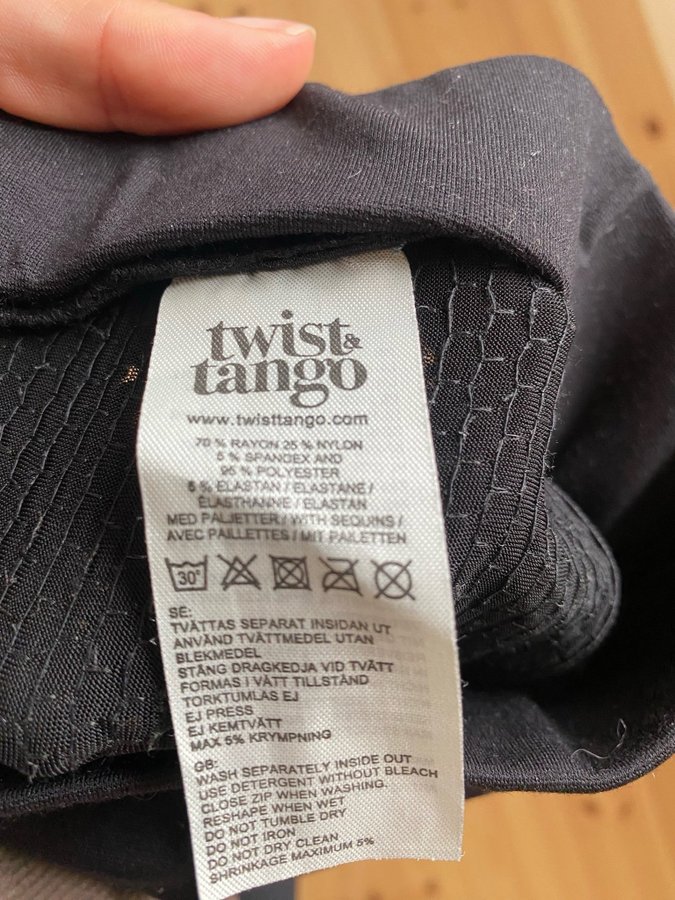 twist &
tango
www.twisttango.com
70 % RAYON 25 % NYLON
5 % SPANDEX AND
95 % POLYESTER
5 % ELASTAN / ELASTANE /
ÉLASTHANNE / ELASTAN
MED PALJETTER / WITH SEQUINS /
AVEC PAILLETTES / MIT PAILETTEN
30°
SE:
TVÄTTAS SEPARAT INSIDAN UT
ANVÄND TVÄTTMEDEL UTAN
BLEKMEDEL
STÄNG DRAGKEDJA VID TVÄTT
FORMAS I VÅTT TILLSTÅND
TORKTUMLAS EJ
EJ PRESS
EJ KEMTVÄTT
MAX 5% KRYMPNING
GB:
WASH SEPARATELY INSIDE OUT
USE DETERGENT WITHOUT BLEACH
CLOSE ZIP WHEN WASHING.
RESHAPE WHEN WET
DO NOT TUMBLE DRY
DO NOT IRON
DO NOT DRY CLEAN
SHRINKAGE MAXIMUM 5%